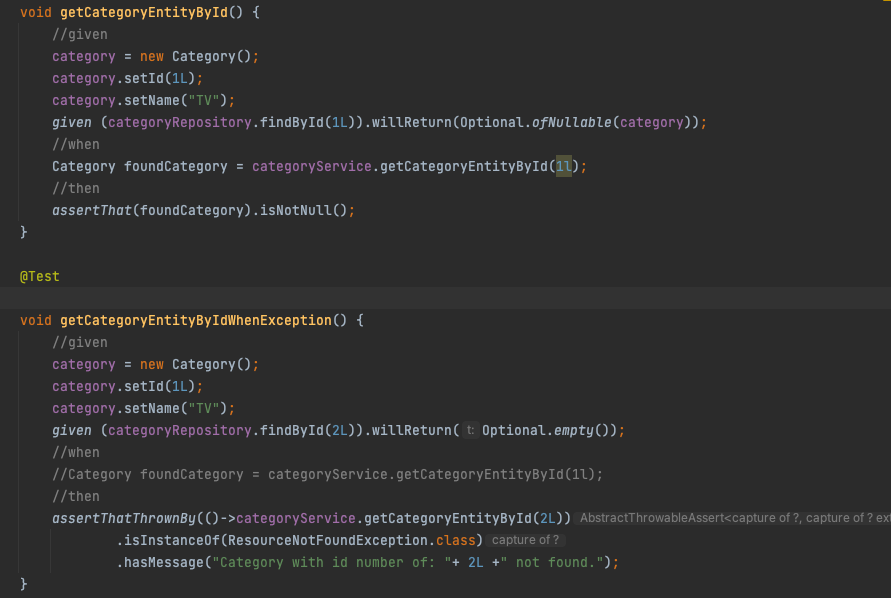 void getCategoryEntityById() {
    //given
    category = new Category();
    category.setId(1L);
    category.setName("TV");
    given (categoryRepository.findById(1L)).willReturn(Optional.ofNullable(category));
    //when
    Category foundCategory = categoryService.getCategoryEntityById(1l);
    //then
    assertThat(foundCategory).isNotNull();
}
@Test
void getCategoryEntityByIdWhenException() {
    //given
    category = new Category();
    category.setId(1L);
    category.setName("TV");
    given (categoryRepository.findById(2L)).willReturn( t: Optional.empty());
    //when
    //Category foundCategory = categoryService.getCategoryEntityById(1l);
    //then
    assertThatThrownBy(()->categoryService.getCategoryEntityById(2L)) AbstractThrowableAssert<capture of ?, capture of ? ext
            .isInstanceOf(ResourceNotFoundException.class) capture of ?
            .hasMessage("Category with id number of: "+ 2L +" not found.");
}